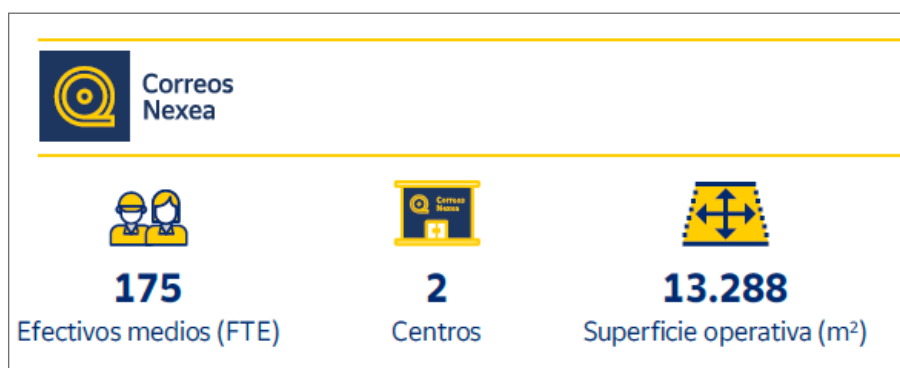 Correos
Nexea
Correos
Nexea
175
2
13.288
Efectivos medios (FTE)
Centros
Superficie operativa (m²)